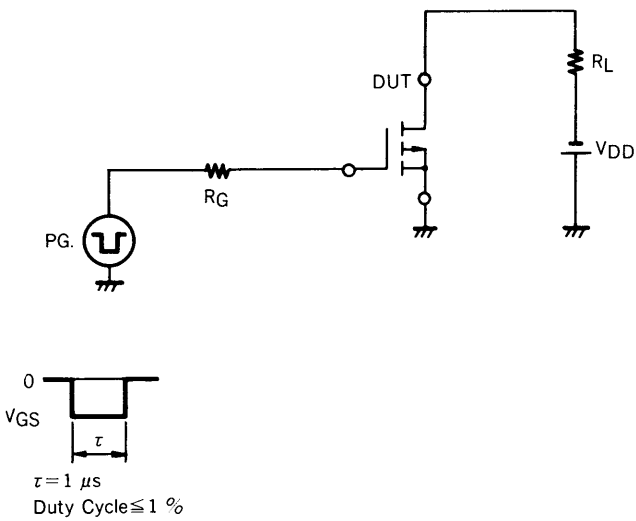 DUT
RL
VDD
RG
PG.
0
VGS
τ
τ=1 μs
Duty Cycle≦1 %